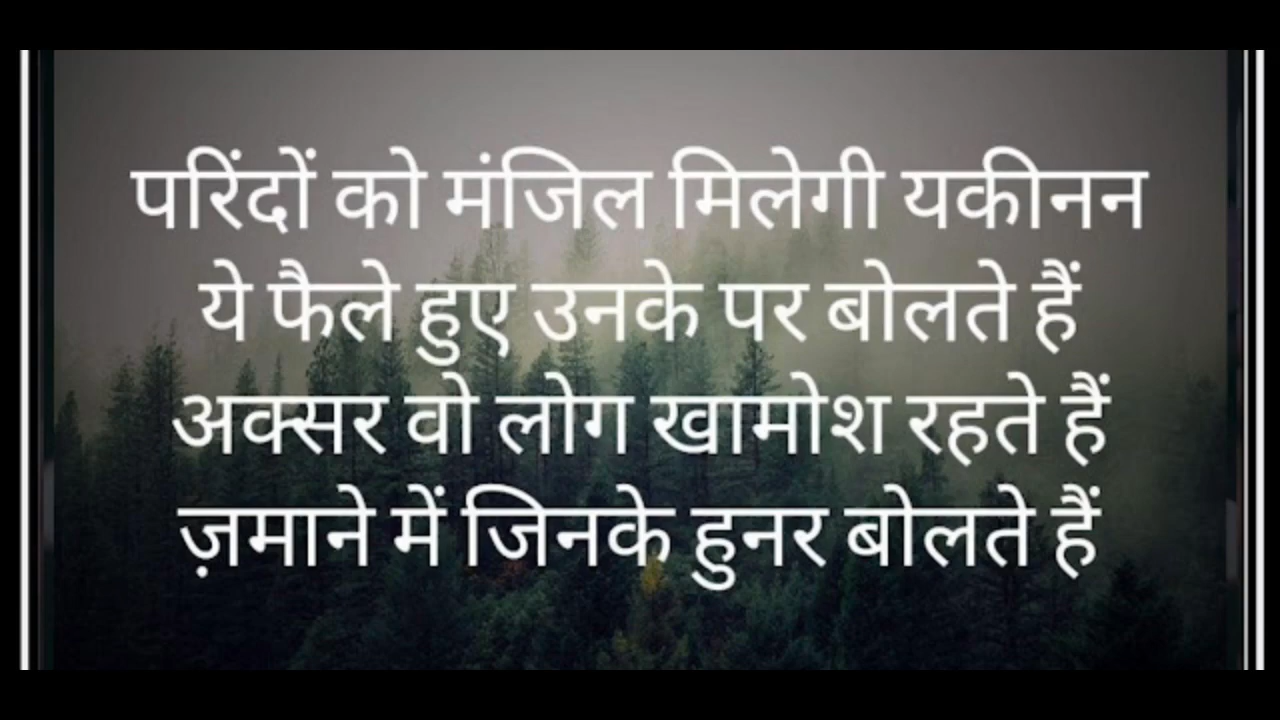 परिंदों को मंजिल मिलेगी यकीनन
ये फैले हुए उनके पर बोलते हैं
अक्सर वो लोग खामोश रहते हैं
ज़माने में जिनके हुनर बोलते हैं